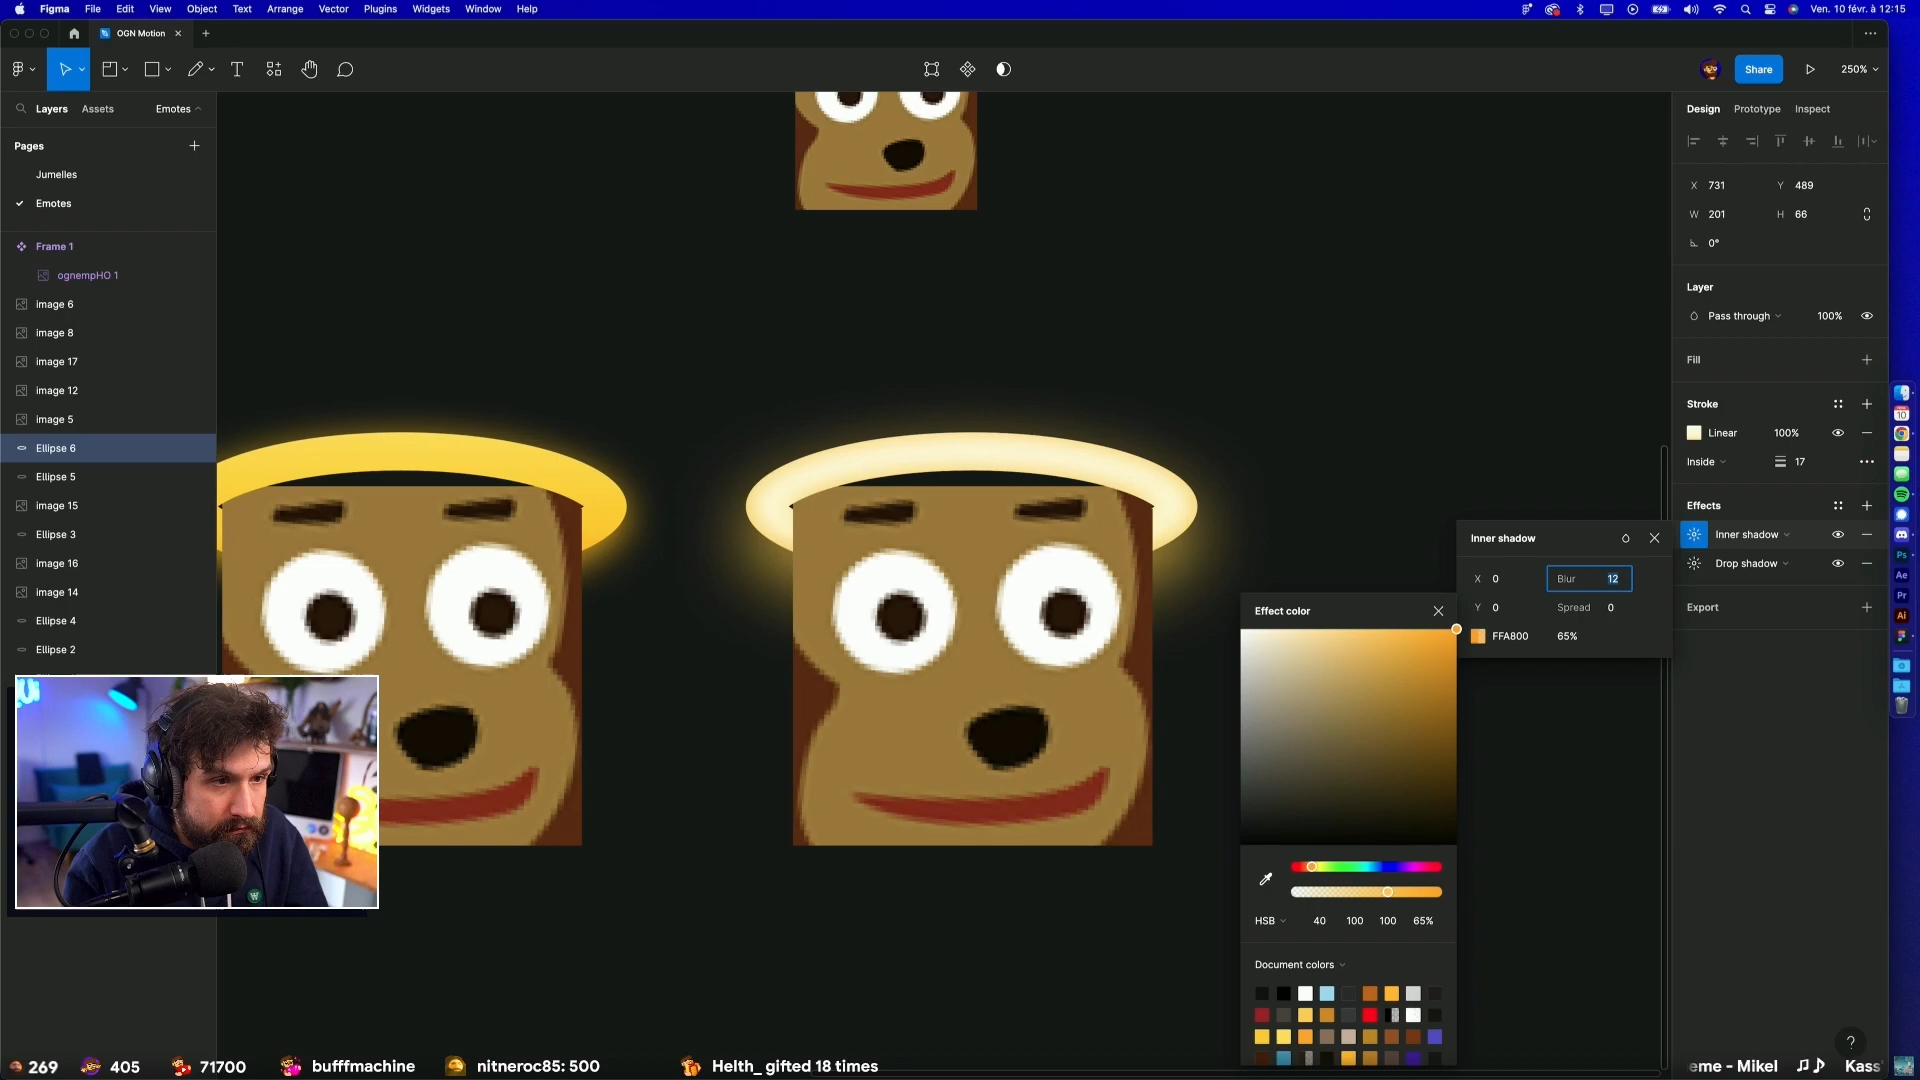 Figma File Edit View Object Text Arrange Vector Plugins Widgets Window Help
Ven. 10 févr. à 12:15
OGN Motion
Share
250%
Layers Assets Emotes
Pages
Jumelles
Emotes
Frame 1
ognempHO 1
image 6
image 8
image 17
image 12
image 5
Ellipse 6
Ellipse 5
image 15
Ellipse 3
image 16
image 14
Ellipse 4
Ellipse 2
Design Prototype Inspect
X 731 Y 489
W 201 H 66
0°
Layer
Pass through 100%
Fill
Stroke
Linear 100%
Inside 17
Effects
Inner shadow
Drop shadow
Export
Inner shadow
X 0 Blur 12
Y 0 Spread 0
FFA800 65%
Effect color
HSB 40 100 100 65%
Document colors
10
Ps
Ae
Pr
Ai
?
269 405 71700 bufffmachine nitneroc85: 500 Helth_ gifted 18 times eme - Mikel Kass